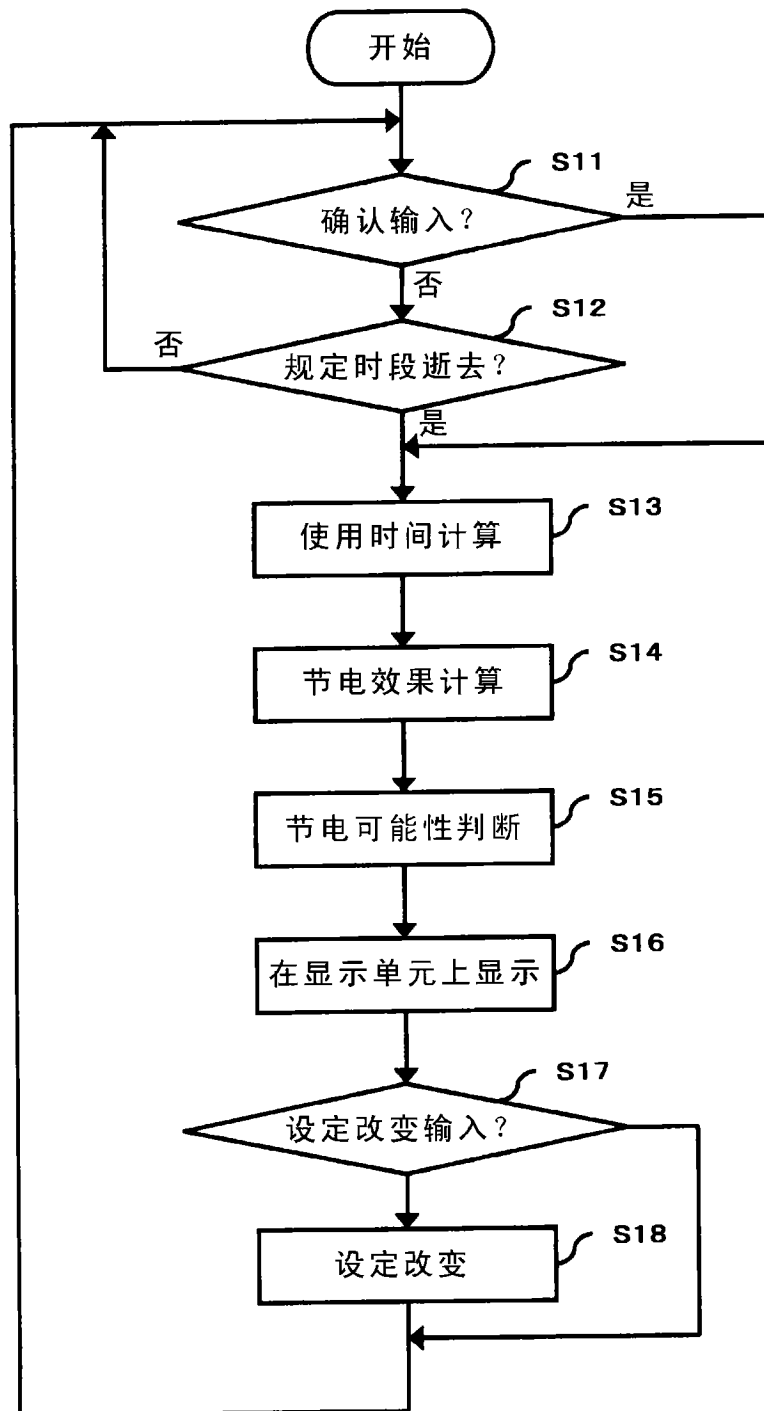 开始
S11
确认输入？
是
否
S12
规定时段逝去？
否
是
S13
使用时间计算
S14
节电效果计算
S15
节电可能性判断
S16
在显示单元上显示
S17
设定改变输入？
S18
设定改变